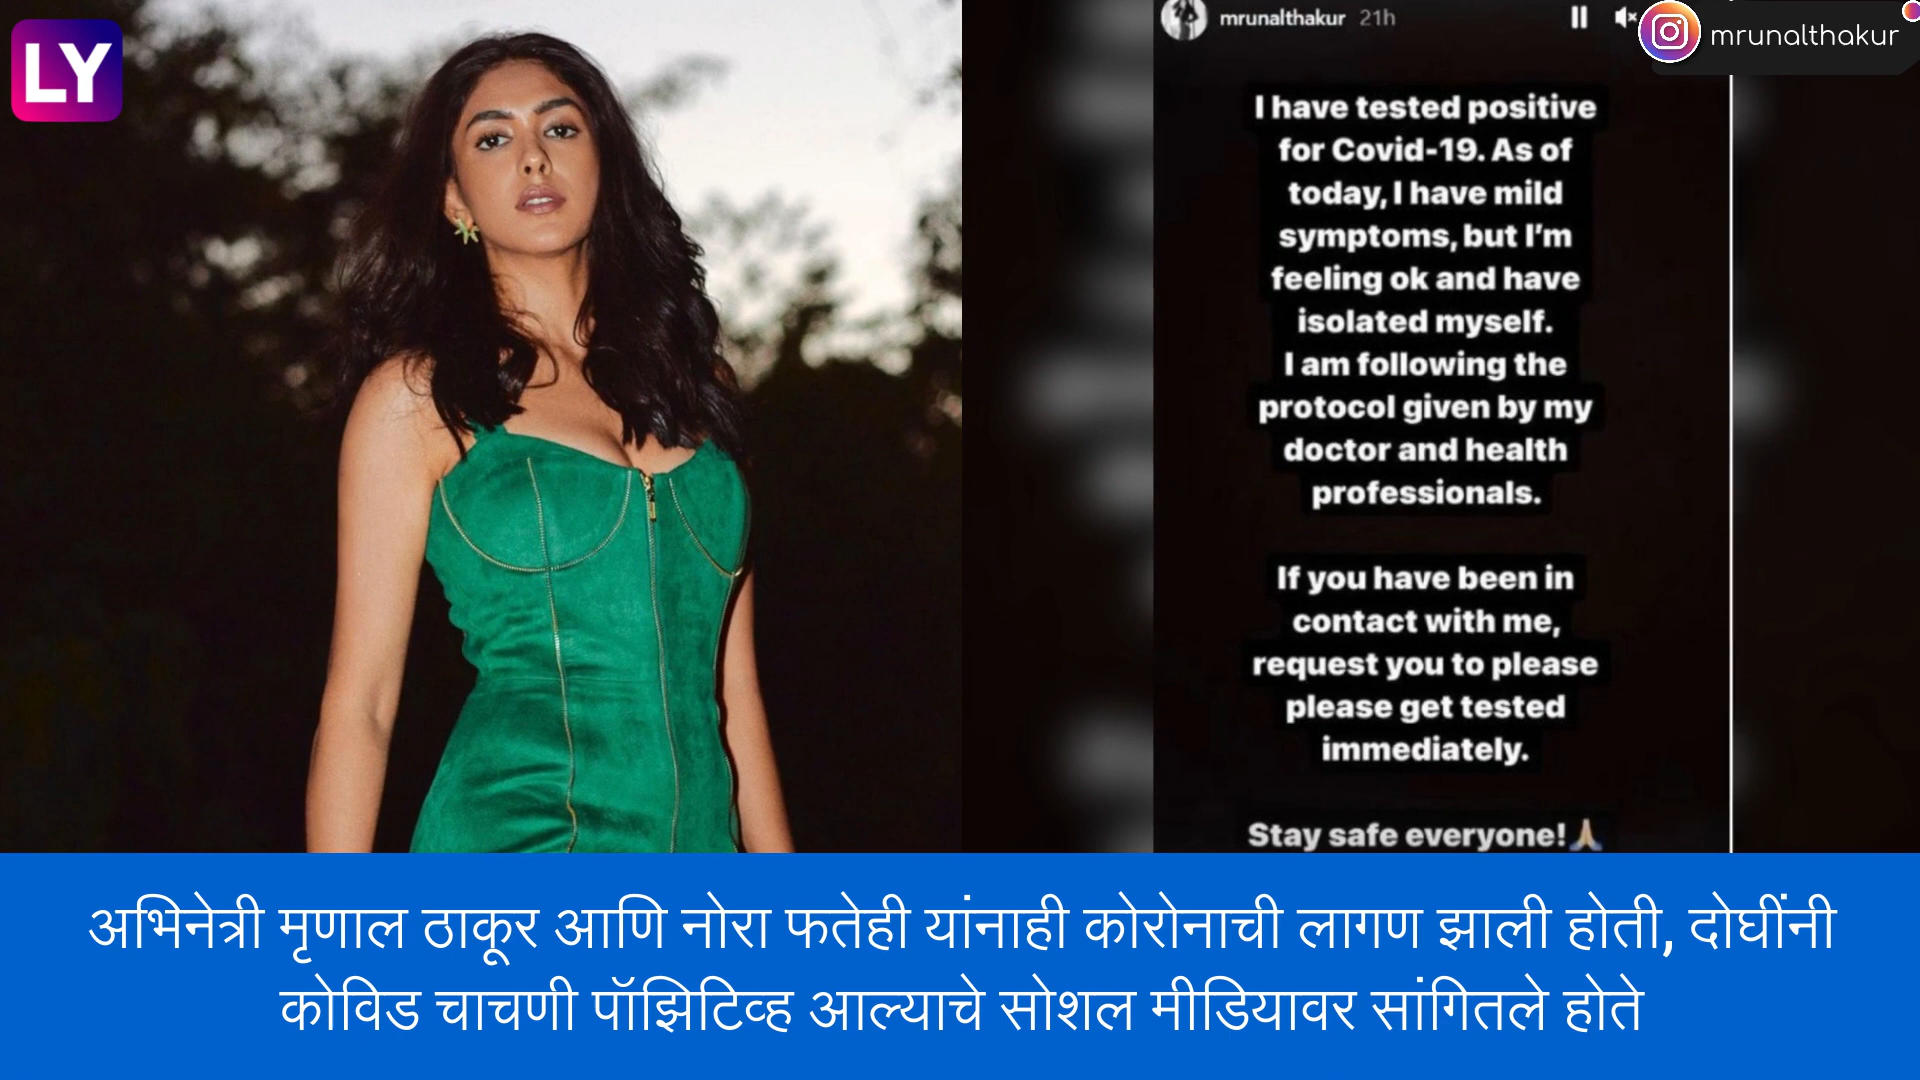 LY
mrunalthakur 21h
mrunalthakur
I have tested positive
for Covid-19. As of
today, I have mild
symptoms, but I'm
feeling ok and have
isolated myself.
I am following the
protocol given by my
doctor and health
professionals.
If you have been in
contact with me,
request you to please
please get tested
immediately.
Stay safe everyone!🙏
अभिनेत्री मृणाल ठाकूर आणि नोरा फतेही यांनाही कोरोनाची लागण झाली होती, दोघींनी
कोविड चाचणी पॉझिटिव्ह आल्याचे सोशल मीडियावर सांगितले होते